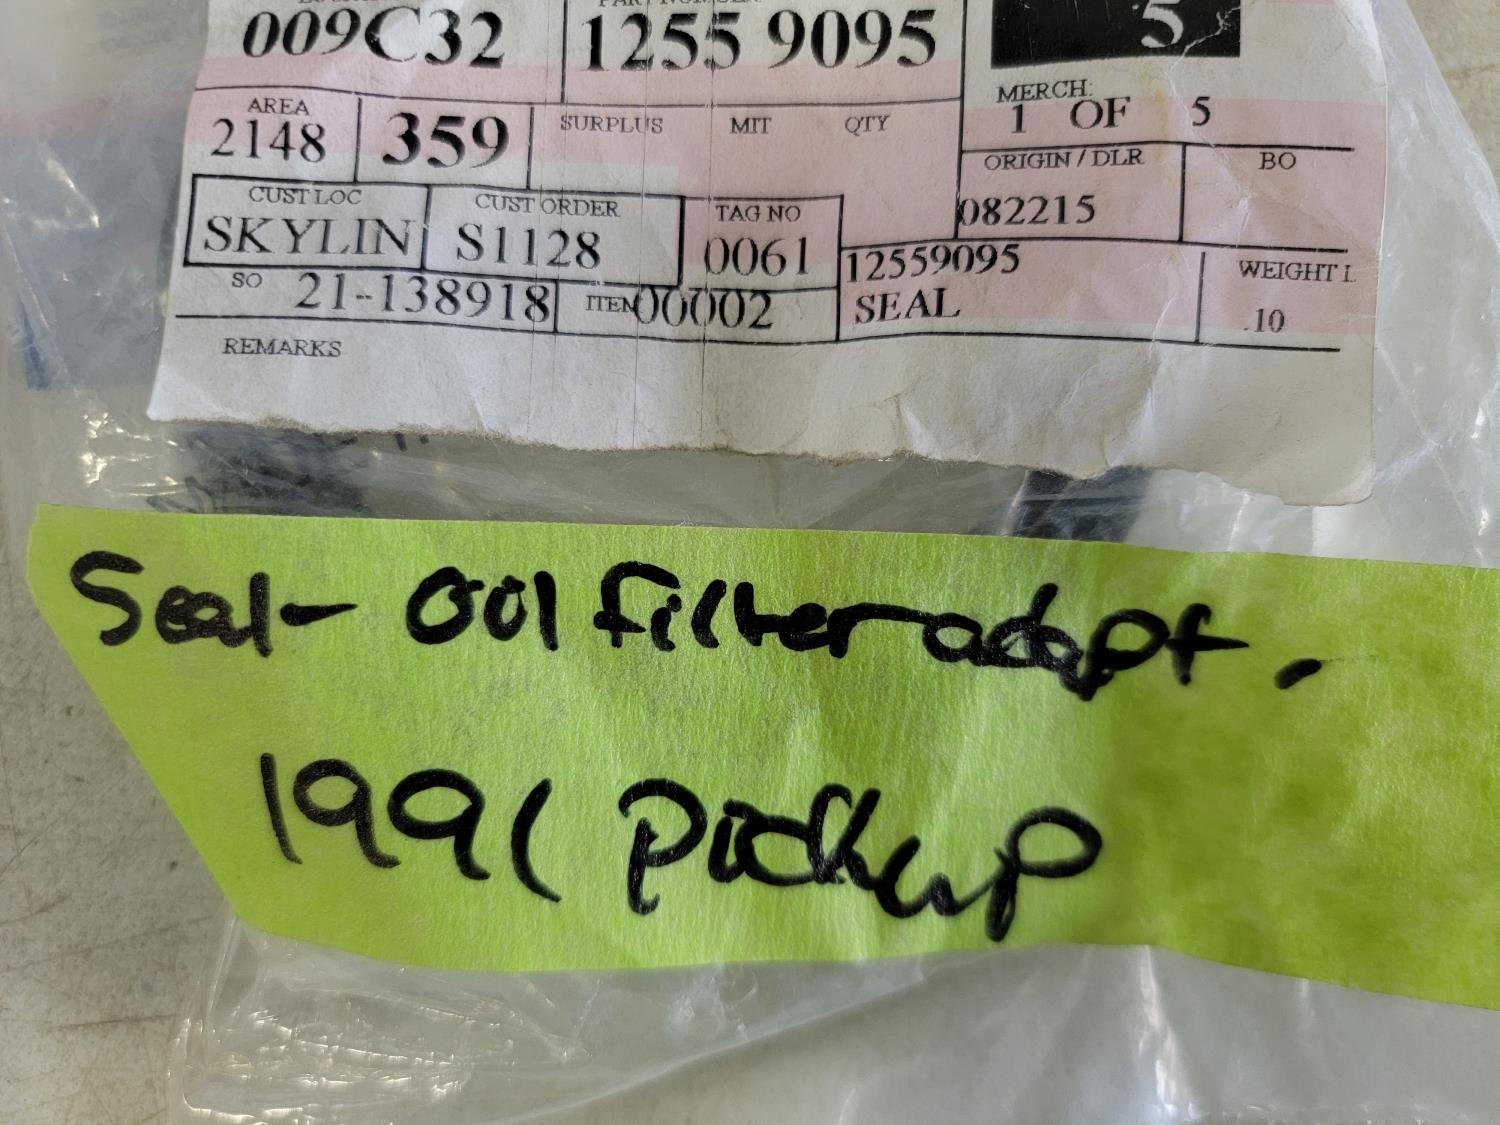 009C32 1255 9095 5
MERCH:
1 OF 5
AREA SURPLUS MIT QTY
2148 359
ORIGIN / DLR BO
082215
CUST LOC CUST ORDER TAG NO
SKYLIN S1128 0061
12559095 WEIGHT L
SO 21-138918 ITEM 00002 SEAL .10
REMARKS
Seal- OOl filter adapt.
1991 pickup